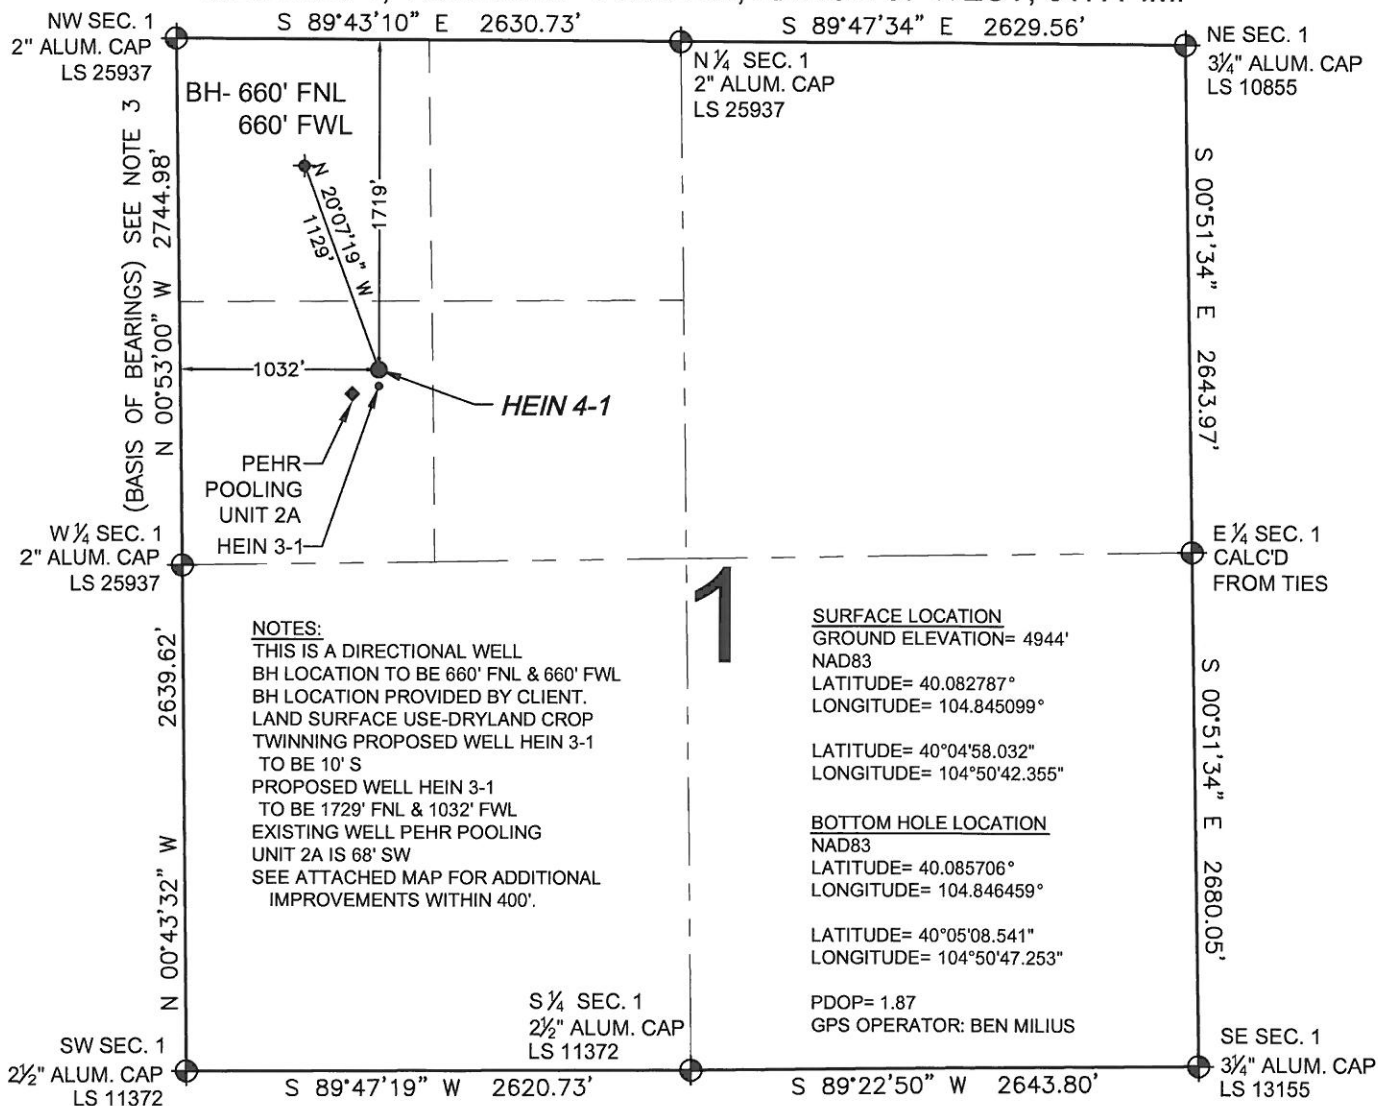 S 89°43'10" E 2630.73'
S 89°47'34" E 2629.56'
NW SEC. 1
2" ALUM. CAP
LS 25937
N ¼ SEC. 1
2" ALUM. CAP
LS 25937
NE SEC. 1
3¼" ALUM. CAP
LS 10855
BH- 660' FNL
660' FWL
N 20°07'19" W
1129'
1719'
1032'
(BASIS OF BEARINGS) SEE NOTE 3
N 00°53'00" W 2744.98'
S 00°51'34" E 2643.97'
HEIN 4-1
PEHR
POOLING
UNIT 2A
HEIN 3-1
W ¼ SEC. 1
2" ALUM. CAP
LS 25937
E ¼ SEC. 1
CALC'D
FROM TIES
1
NOTES:
THIS IS A DIRECTIONAL WELL
BH LOCATION TO BE 660' FNL & 660' FWL
BH LOCATION PROVIDED BY CLIENT.
LAND SURFACE USE-DRYLAND CROP
TWINNING PROPOSED WELL HEIN 3-1
TO BE 10' S
PROPOSED WELL HEIN 3-1
TO BE 1729' FNL & 1032' FWL
EXISTING WELL PEHR POOLING
UNIT 2A IS 68' SW
SEE ATTACHED MAP FOR ADDITIONAL
IMPROVEMENTS WITHIN 400'.
SURFACE LOCATION
GROUND ELEVATION= 4944'
NAD83
LATITUDE= 40.082787°
LONGITUDE= 104.845099°
LATITUDE= 40°04'58.032"
LONGITUDE= 104°50'42.355"
BOTTOM HOLE LOCATION
NAD83
LATITUDE= 40.085706°
LONGITUDE= 104.846459°
LATITUDE= 40°05'08.541"
LONGITUDE= 104°50'47.253"
PDOP= 1.87
GPS OPERATOR: BEN MILIUS
N 00°43'32" W 2639.62'
S 00°51'34" E 2680.05'
S ¼ SEC. 1
2½" ALUM. CAP
LS 11372
SW SEC. 1
2½" ALUM. CAP
LS 11372
SE SEC. 1
3¼" ALUM. CAP
LS 13155
S 89°47'19" W 2620.73'
S 89°22'50" W 2643.80'